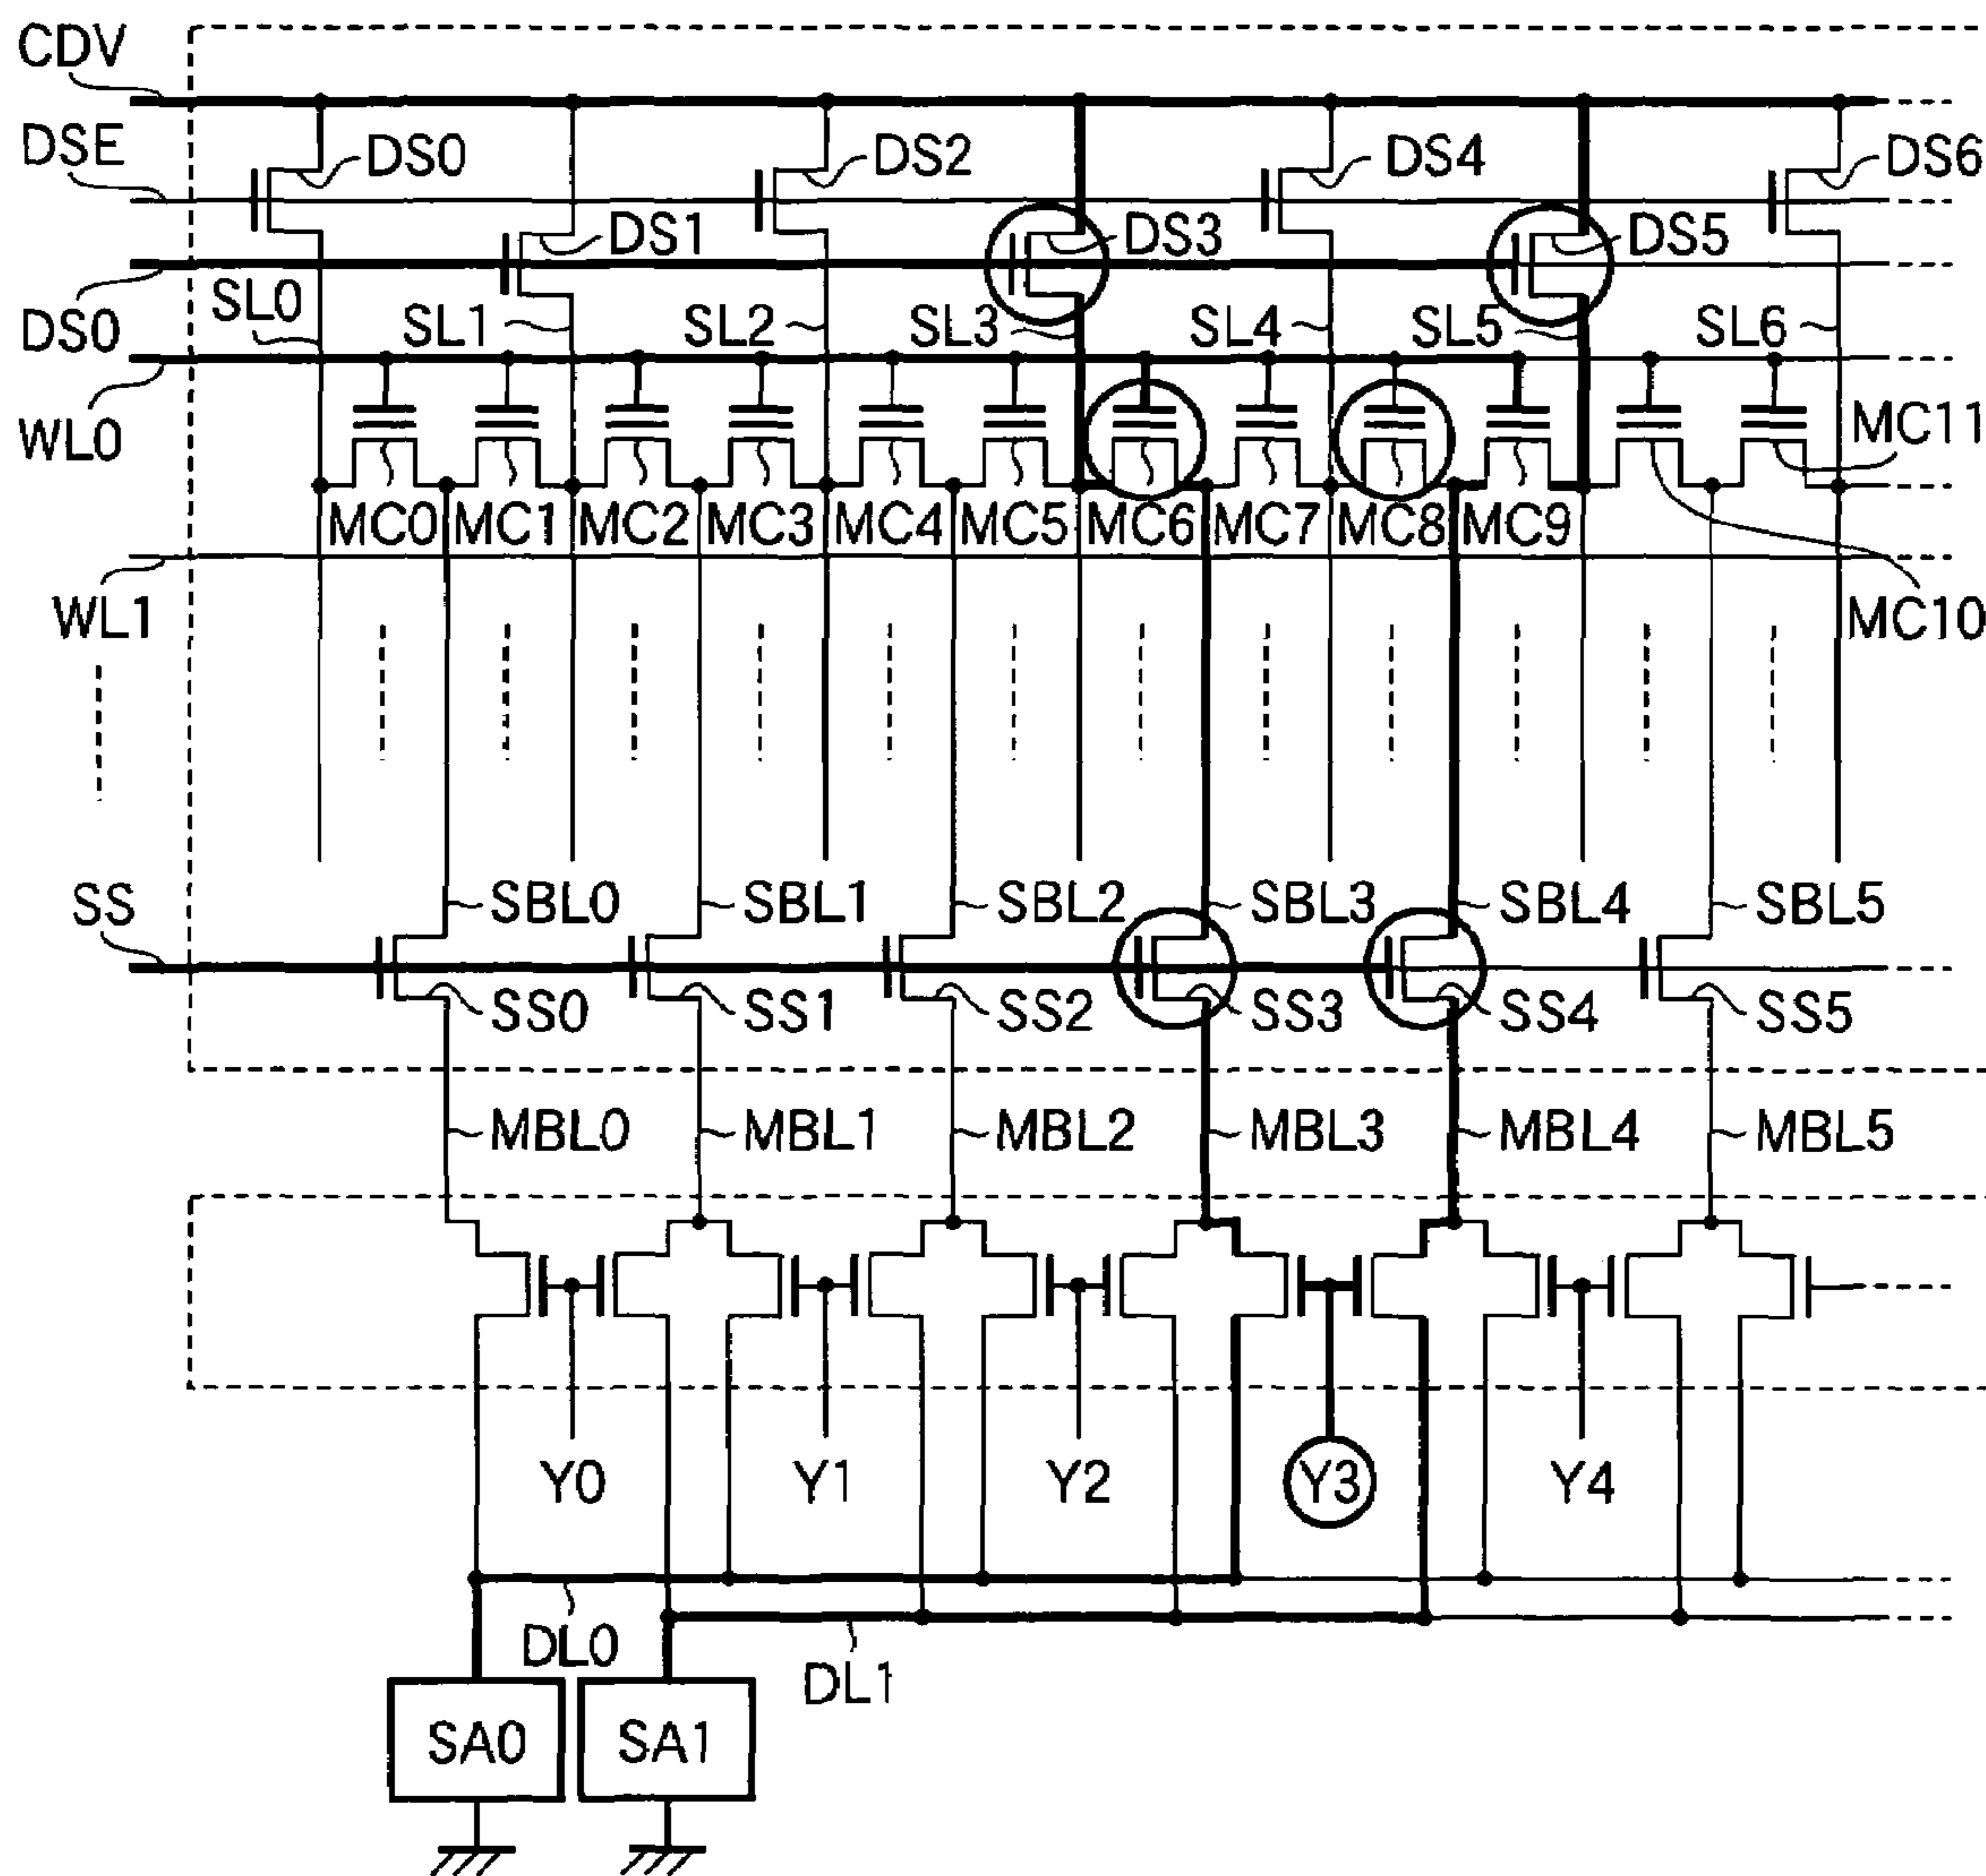 CDV
DSE
DS0 DS2 DS4 DS6
DS1 DS3 DS5
DS0
SL0 SL1 SL2 SL3 SL4 SL5 SL6
WL0
MC11
MC0 MC1 MC2 MC3 MC4 MC5 MC6 MC7 MC8 MC9
WL1
MC10
SS
SBL0 SBL1 SBL2 SBL3 SBL4 SBL5
SS0 SS1 SS2 SS3 SS4 SS5
MBL0 MBL1 MBL2 MBL3 MBL4 MBL5
Y0 Y1 Y2 Y3 Y4
DL0
DL1
SA0 SA1